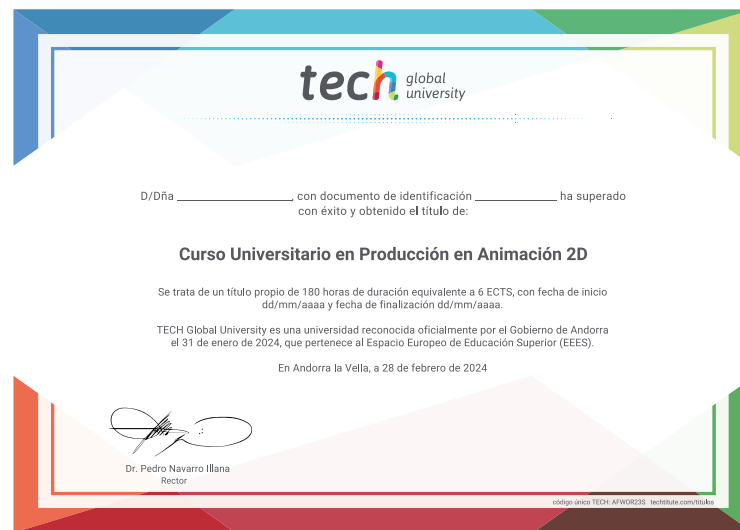 tech global university
D/Dña ____________________, con documento de identificación ______________ ha superado
con éxito y obtenido el título de:
Curso Universitario en Producción en Animación 2D
Se trata de un título propio de 180 horas de duración equivalente a 6 ECTS, con fecha de inicio
dd/mm/aaaa y fecha de finalización dd/mm/aaaa.
TECH Global University es una universidad reconocida oficialmente por el Gobierno de Andorra
el 31 de enero de 2024, que pertenece al Espacio Europeo de Educación Superior (EEES).
En Andorra la Vella, a 28 de febrero de 2024
Dr. Pedro Navarro Illana
Rector
código único TECH: AFWOR23S techtitute.com/titulos